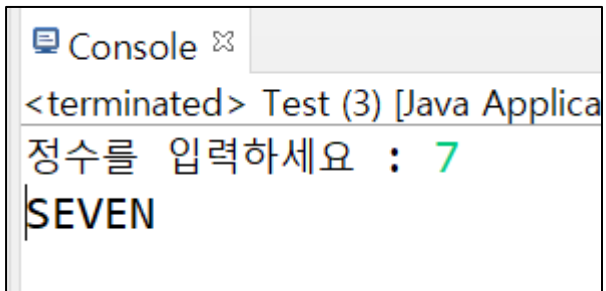 Console
<terminated> Test (3) [Java Applica
정수를 입력하세요 : 7
SEVEN